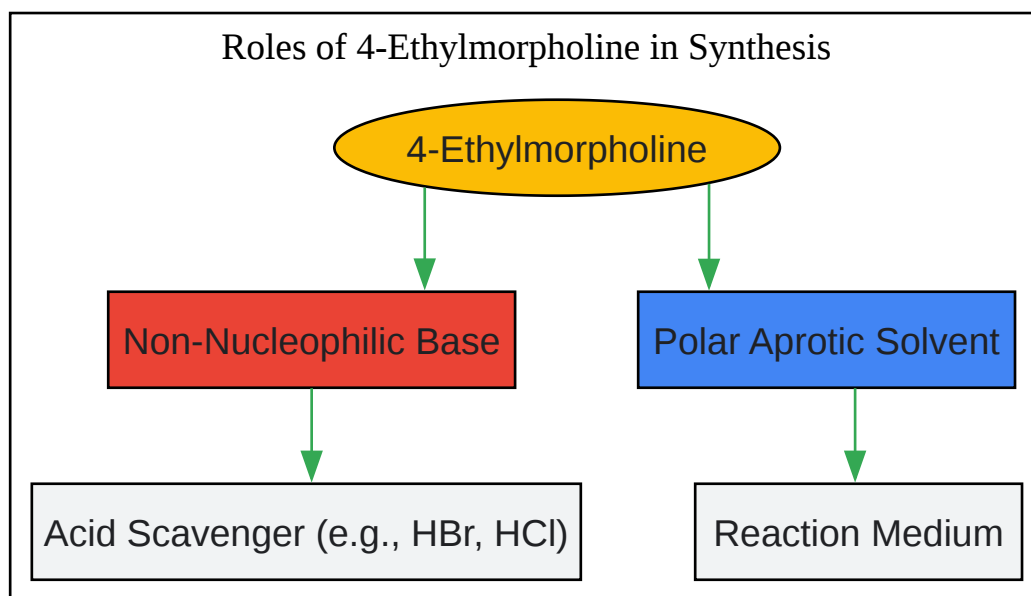 Roles of 4-Ethylmorpholine in Synthesis
4-Ethylmorpholine
Non-Nucleophilic Base
Polar Aprotic Solvent
Acid Scavenger (e.g., HBr, HCl)
Reaction Medium